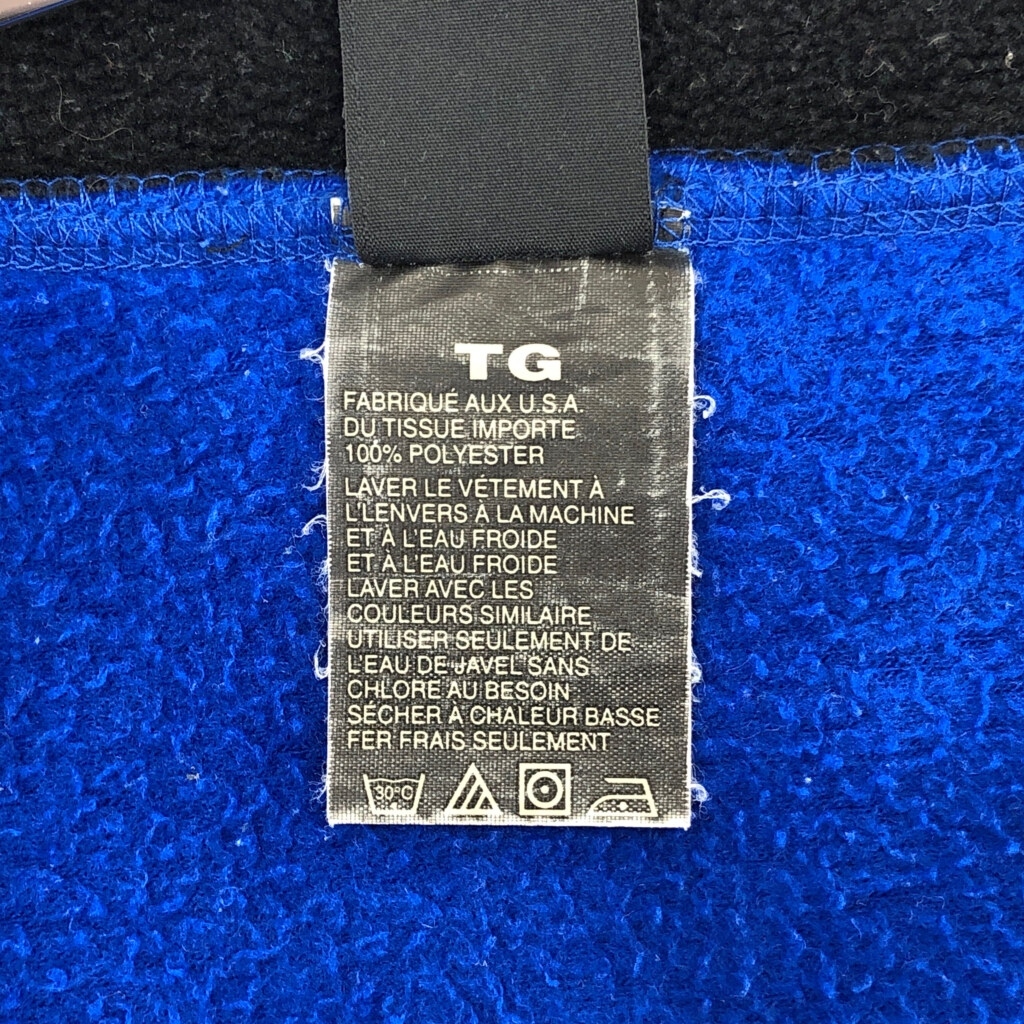 TG
FABRIQUÉ AUX U.S.A.
DU TISSUE IMPORTE
100% POLYESTER
LAVER LE VÉTEMENT À
L'LENVERS À LA MACHINE
ET À L'EAU FROIDE
ET À L'EAU FROIDE
LAVER AVEC LES
COULEURS SIMILAIRE
UTILISER SEULEMENT DE
L'EAU DE JAVEL SANS
CHLORE AU BESOIN
SÉCHER À CHALEUR BASSE
FER FRAIS SEULEMENT
30°C